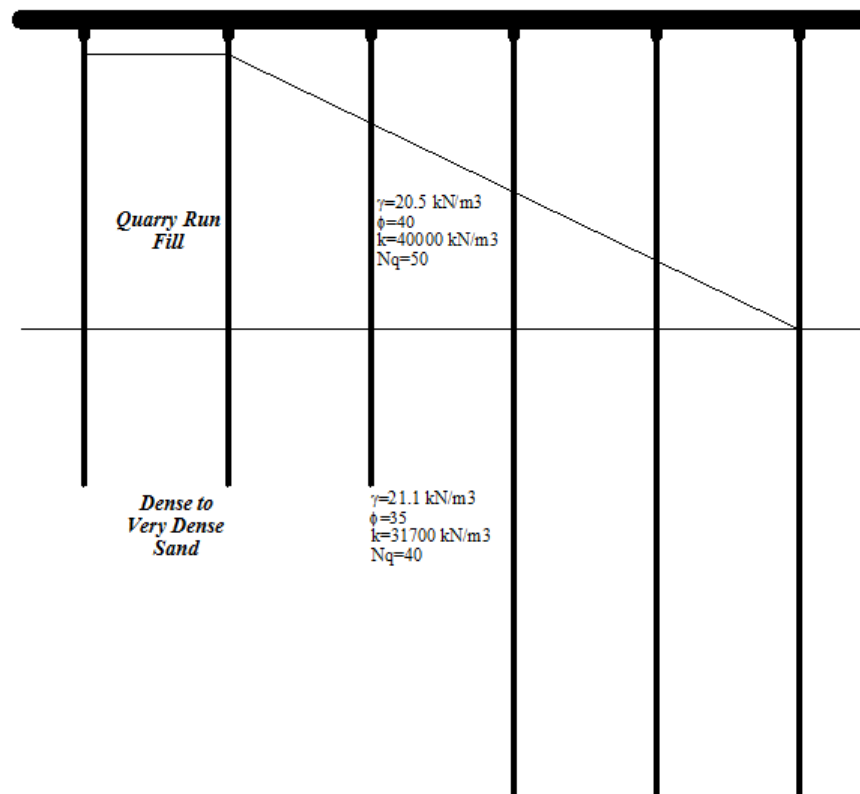 Quarry Run
Fill
γ=20.5 kN/m3
ϕ=40
k=40000 kN/m3
Nq=50
Dense to
Very Dense
Sand
γ=21.1 kN/m3
ϕ=35
k=31700 kN/m3
Nq=40